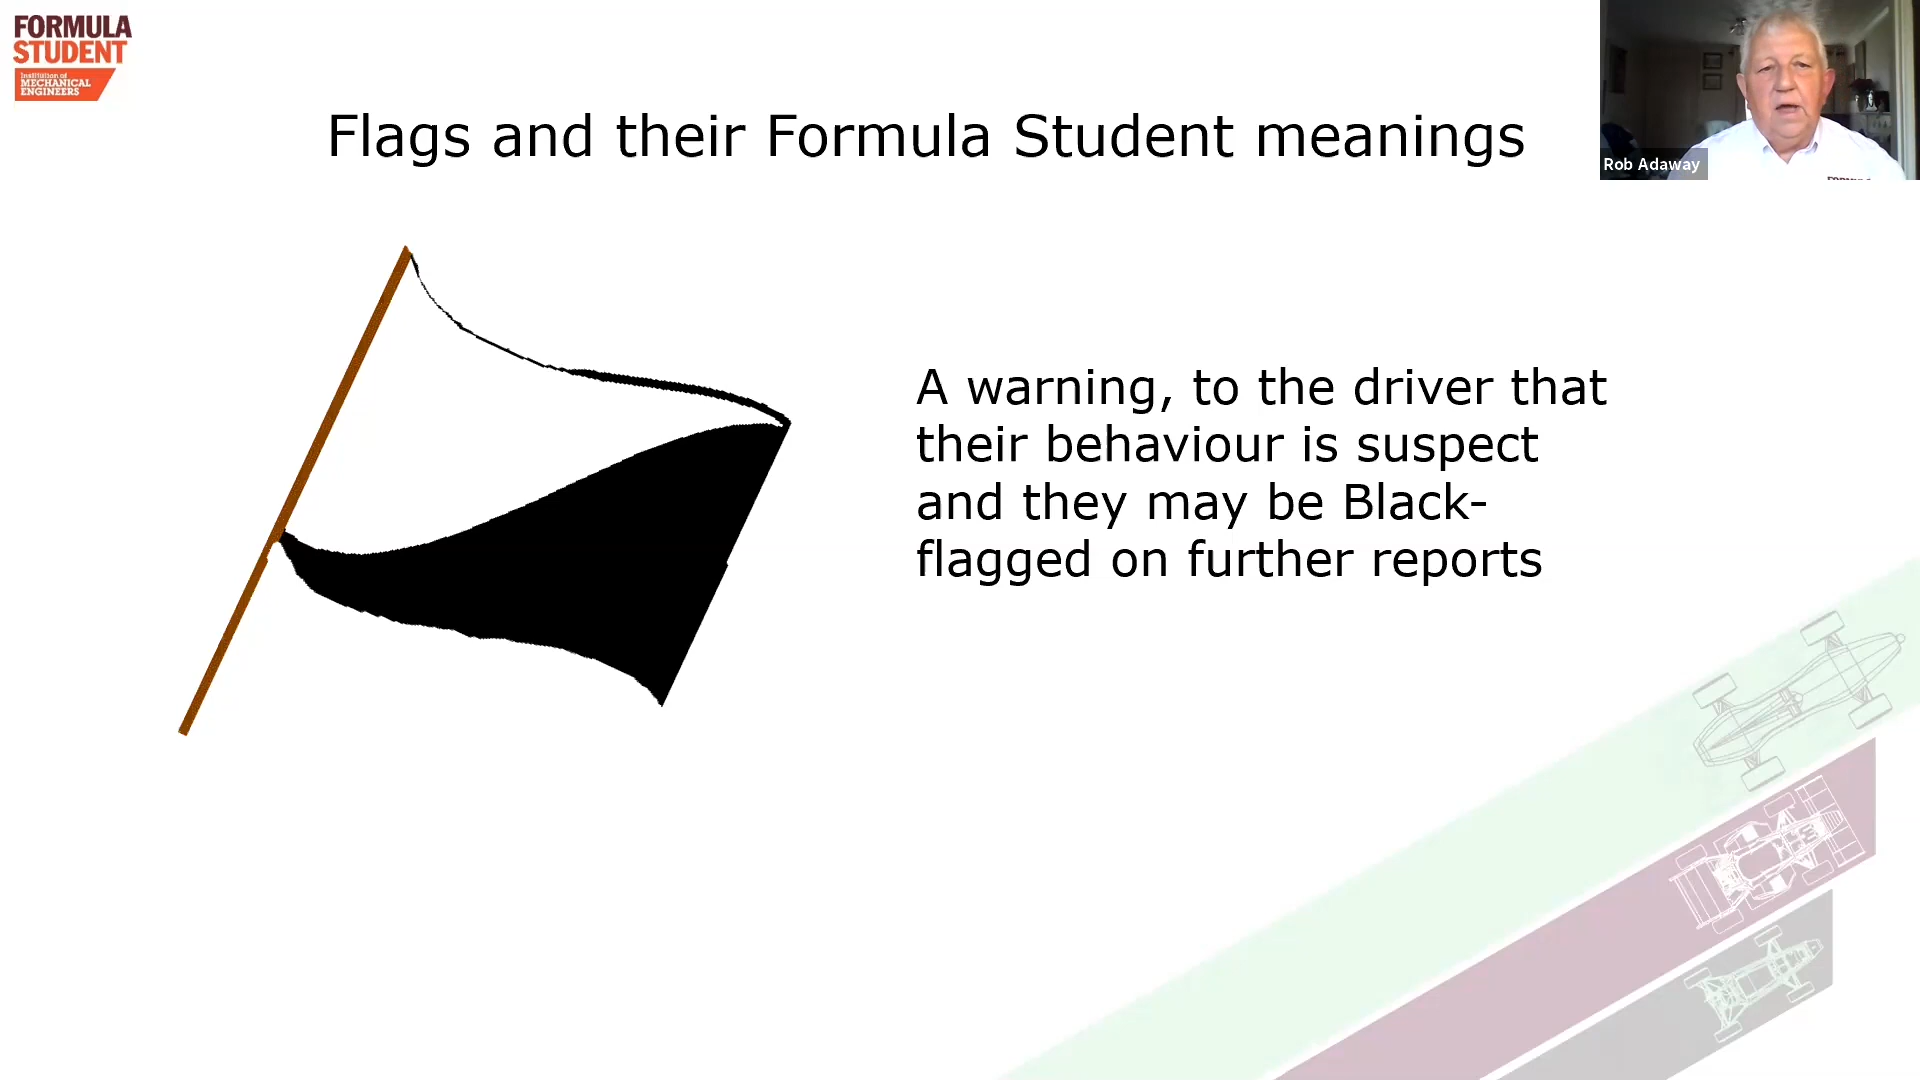 FORMULA
STUDENT
Institution of
MECHANICAL
ENGINEERS
Flags and their Formula Student meanings
Rob Adaway
A warning, to the driver that
their behaviour is suspect
and they may be Black-
flagged on further reports